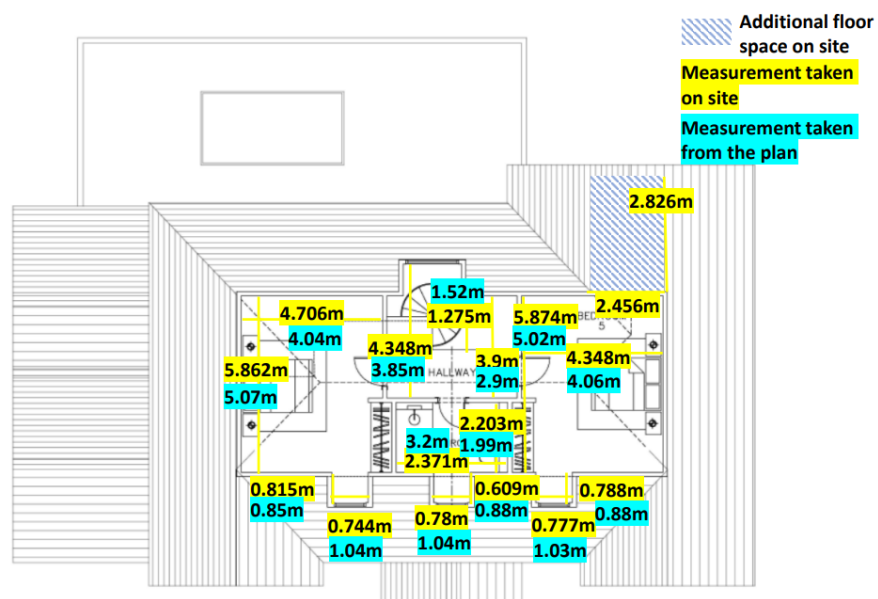 Additional floor
space on site
Measurement taken
on site
Measurement taken
from the plan
2.826m
1.52m
4.706m
1.275m
5.874m
2.456m
BED
5
4.04m
5.02m
4.348m
3.9m
4.348m
5.862m
3.85m
HALLWAY
2.9m
4.06m
5.07m
2.203m
3.2m
1.99m
2.371m
0.815m
0.609m
0.788m
0.85m
0.88m
0.88m
0.744m
0.78m
0.777m
1.04m
1.04m
1.03m